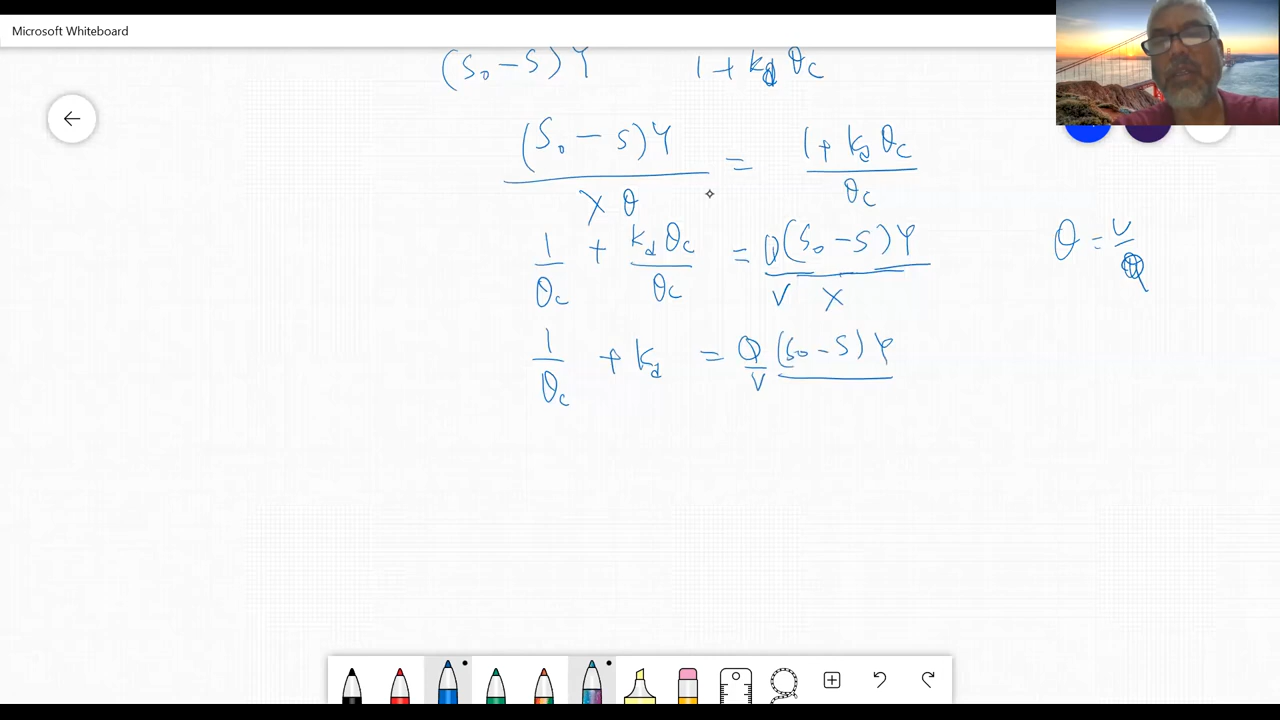 Microsoft Whiteboard
(S₀ − S) Y 1 + k_d θ_c
(S₀ − S) Y / X θ = 1 + k_d θ_c / θ_c
1 / θ_c + k_d θ_c / θ_c = Q (S₀ − S) Y / V X θ = V / Q
1 / θ_c + k_d = Q / V (S₀ − S) Y